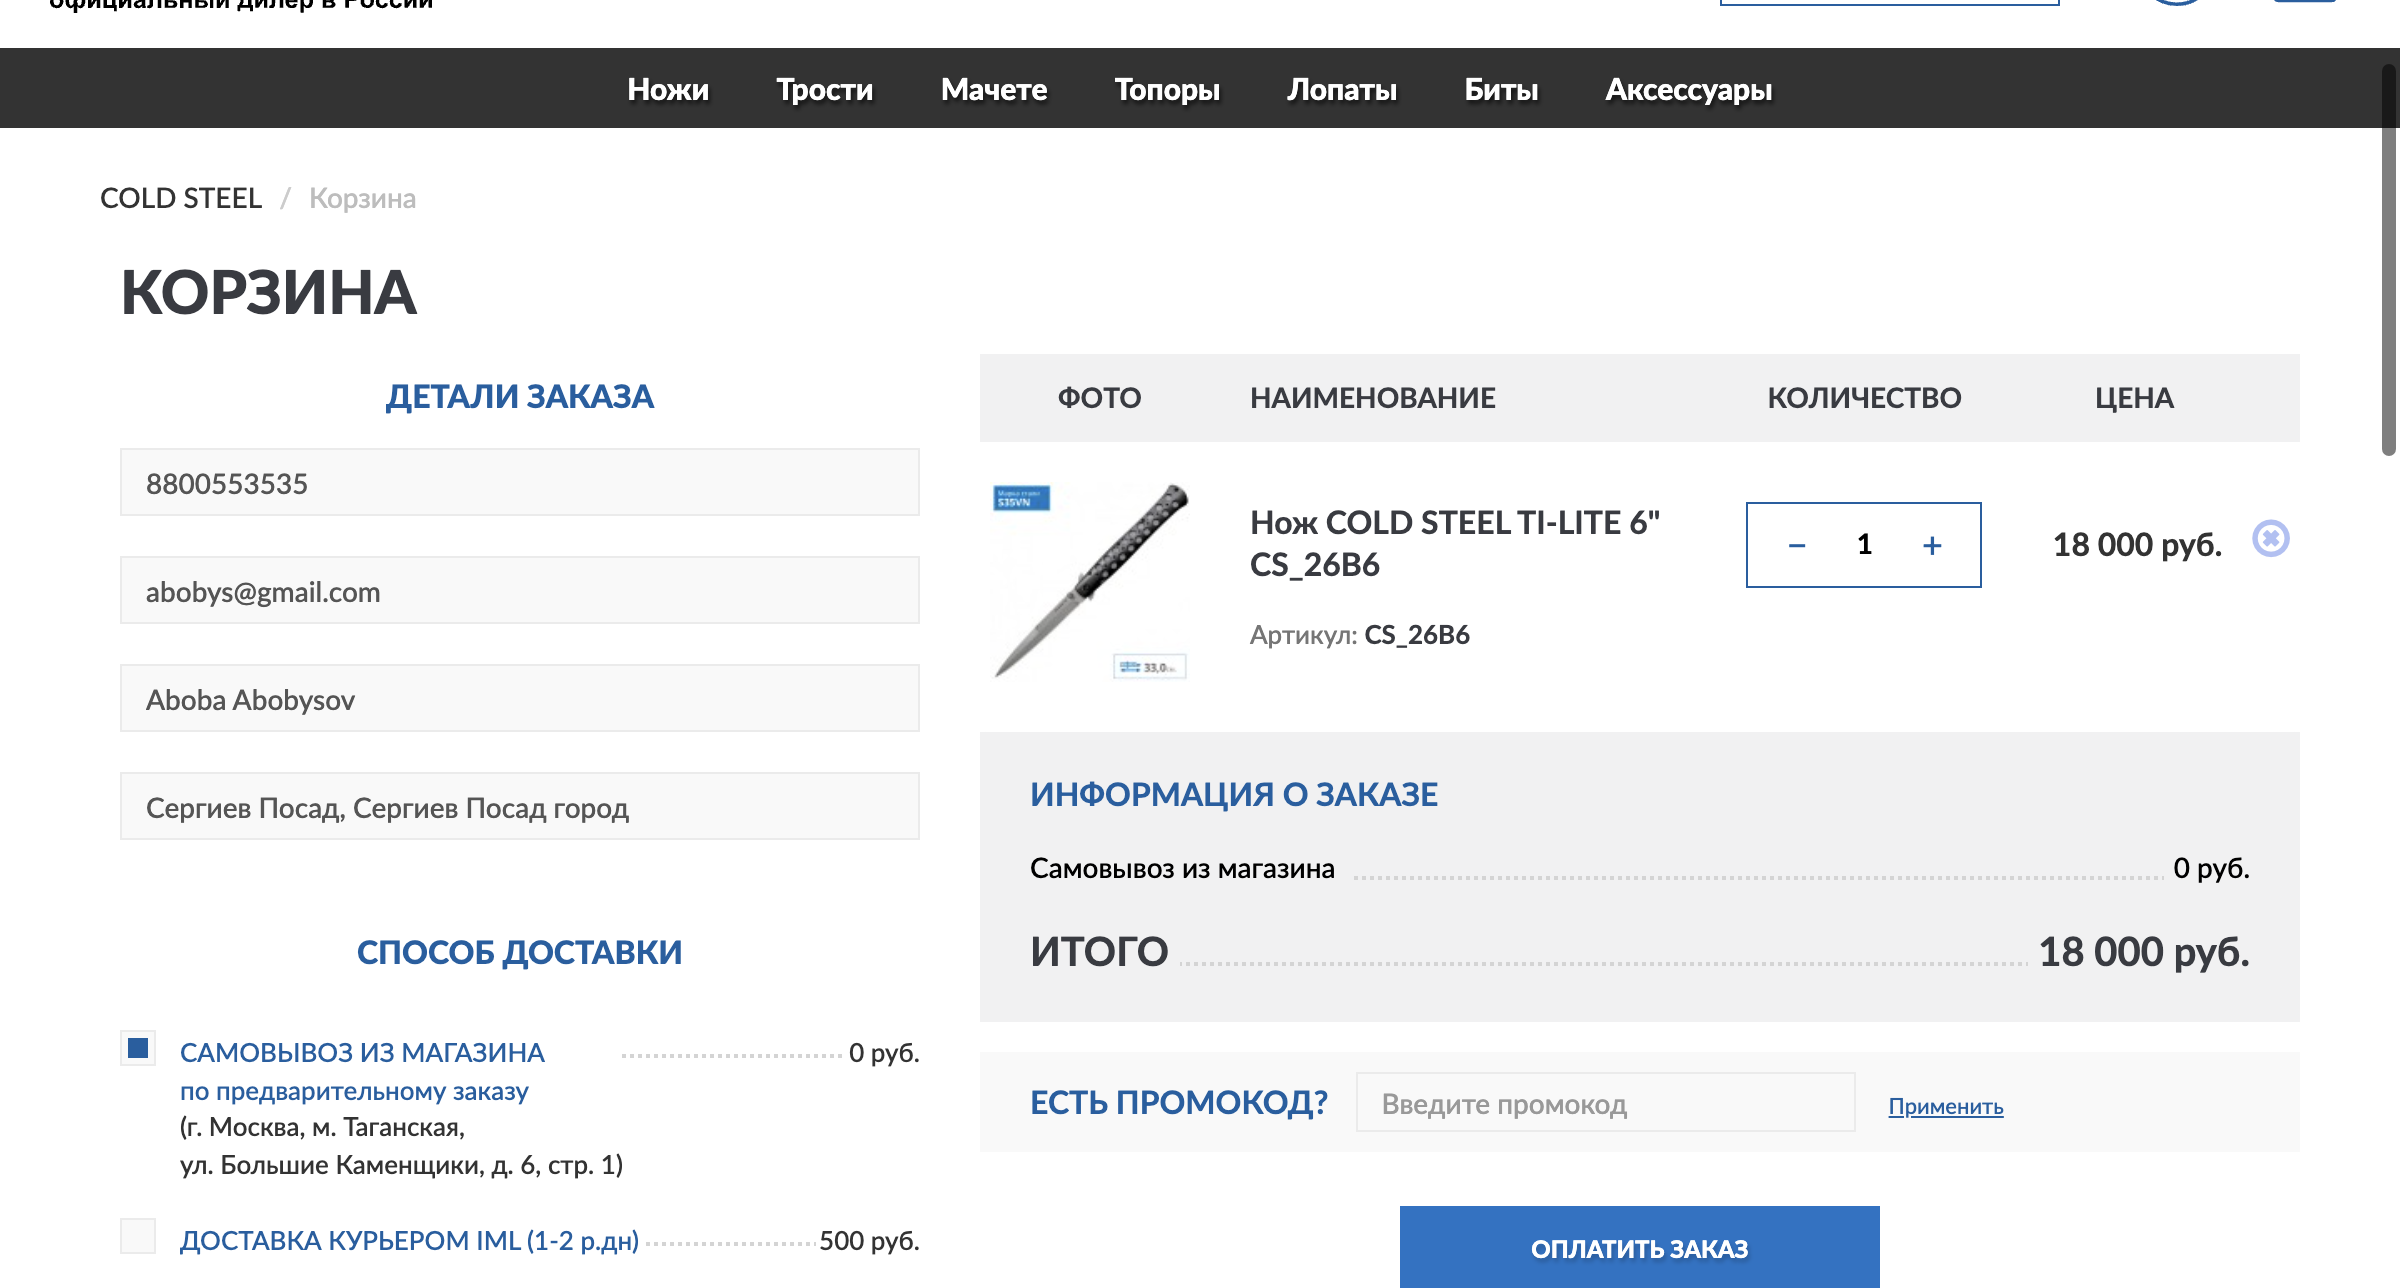 официальный дилер в России
Ножи Трости Мачете Топоры Лопаты Биты Аксессуары
COLD STEEL / Корзина
КОРЗИНА
ДЕТАЛИ ЗАКАЗА
8800553535
abobys@gmail.com
Aboba Abobysov
Сергиев Посад, Сергиев Посад город
СПОСОБ ДОСТАВКИ
САМОВЫВОЗ ИЗ МАГАЗИНА 0 руб.
по предварительному заказу
(г. Москва, м. Таганская,
ул. Большие Каменщики, д. 6, стр. 1)
ДОСТАВКА КУРЬЕРОМ IML (1-2 р.дн) 500 руб.
ФОТО НАИМЕНОВАНИЕ КОЛИЧЕСТВО ЦЕНА
Марка стали
S35VN
33,0
Нож COLD STEEL TI-LITE 6"
CS_26B6
Артикул: CS_26B6
− 1 +
18 000 руб.
ИНФОРМАЦИЯ О ЗАКАЗЕ
Самовывоз из магазина 0 руб.
ИТОГО 18 000 руб.
ЕСТЬ ПРОМОКОД? Введите промокод Применить
ОПЛАТИТЬ ЗАКАЗ